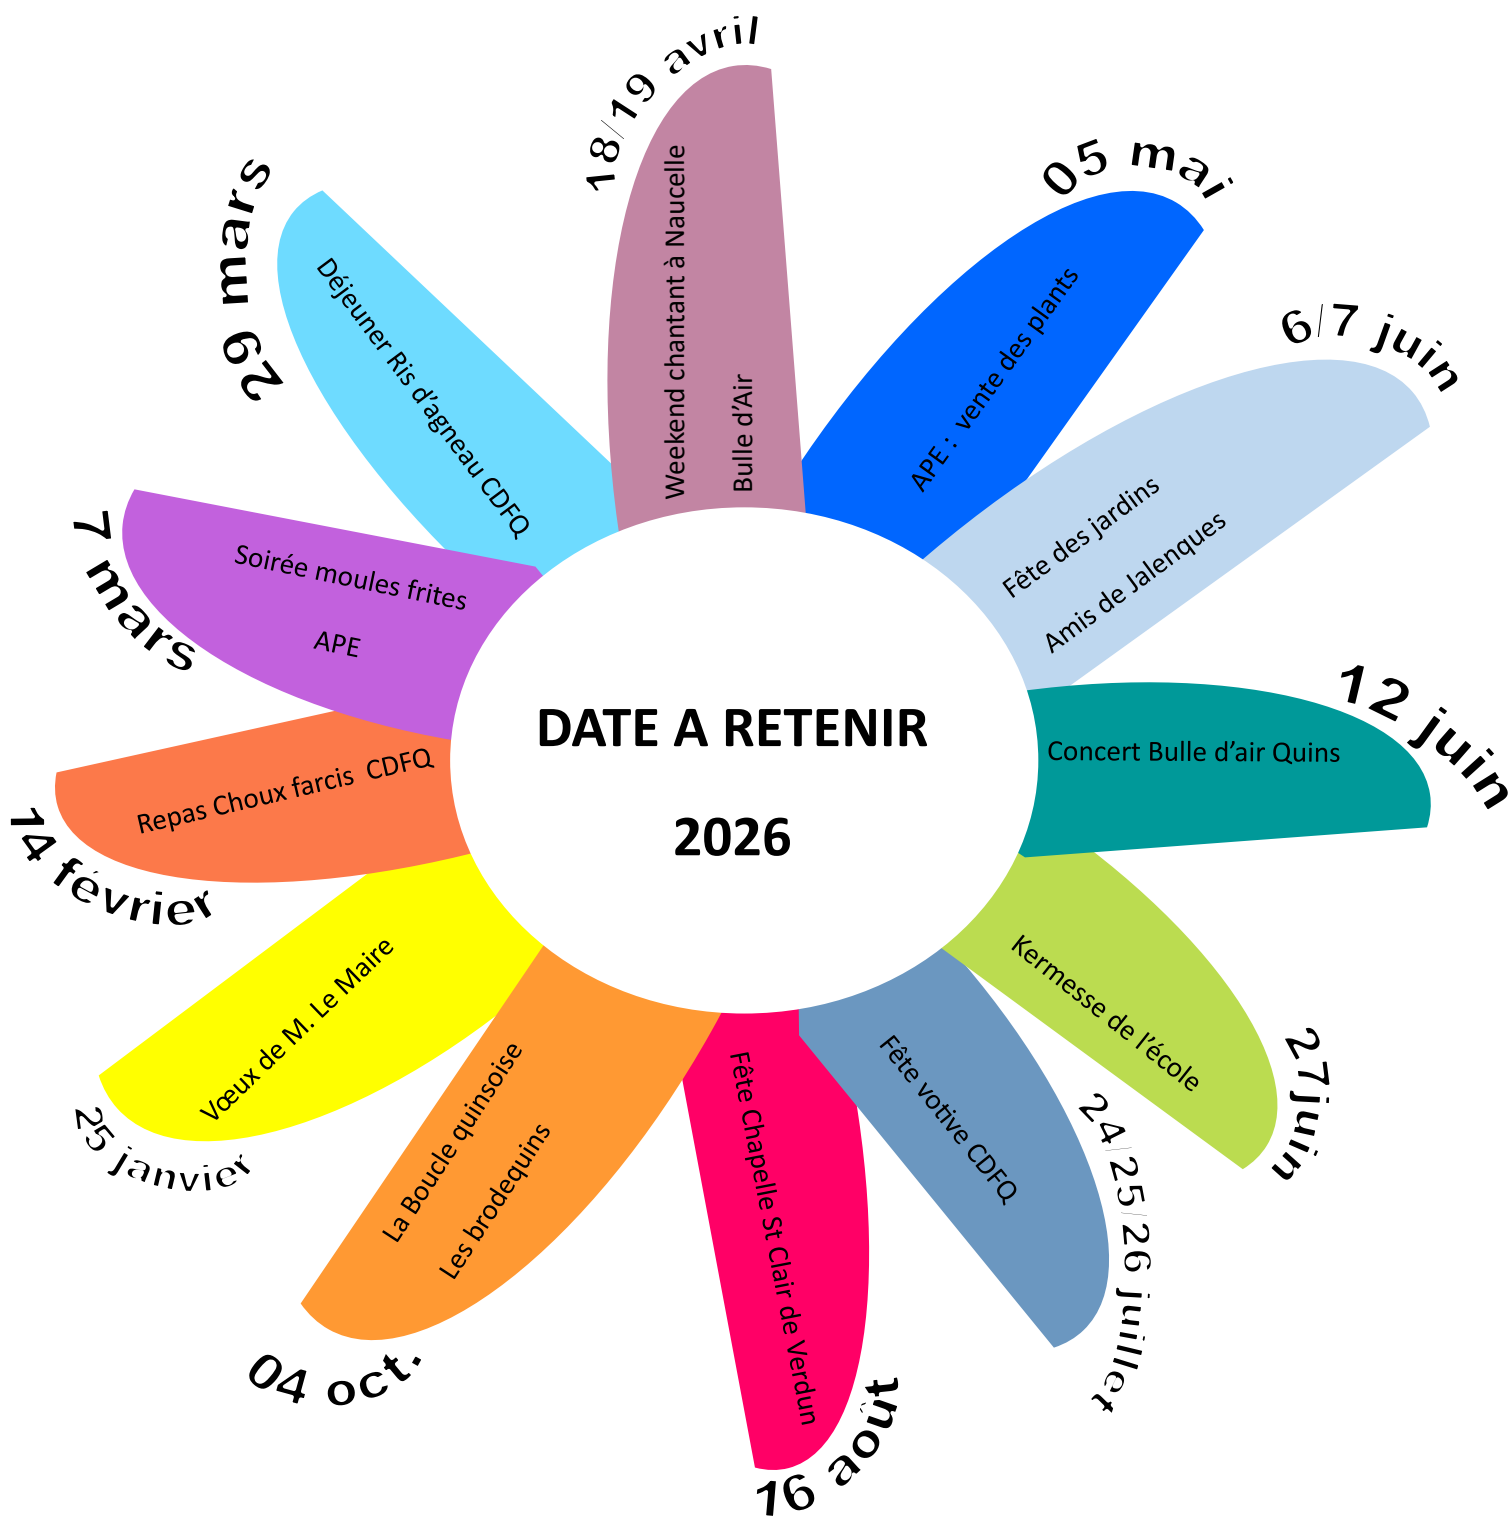 DATE A RETENIR
2026
25 janvier
Vœux de M. Le Maire
14 février
Repas Choux farcis CDFQ
7 mars
Soirée moules frites
APE
29 mars
Déjeuner Ris d’agneau CDFQ
18/19 avril
Weekend chantant à Naucelle
Bulle d’Air
05 mai
APE : vente des plants
6/7 juin
Fête des jardins
Amis de Jalenques
12 juin
Concert Bulle d’air Quins
27juin
Kermesse de l’école
24/25/26 juillet
Fête votive CDFQ
16 août
Fête Chapelle St Clair de Verdun
04 oct.
La Boucle quinsoise
Les brodequins